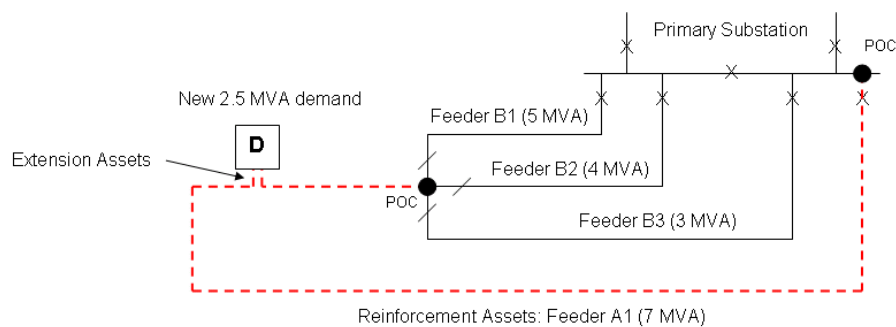 Primary Substation
POC
New 2.5 MVA demand
Feeder B1 (5 MVA)
D
Extension Assets
Feeder B2 (4 MVA)
POC
Feeder B3 (3 MVA)
Reinforcement Assets: Feeder A1 (7 MVA)